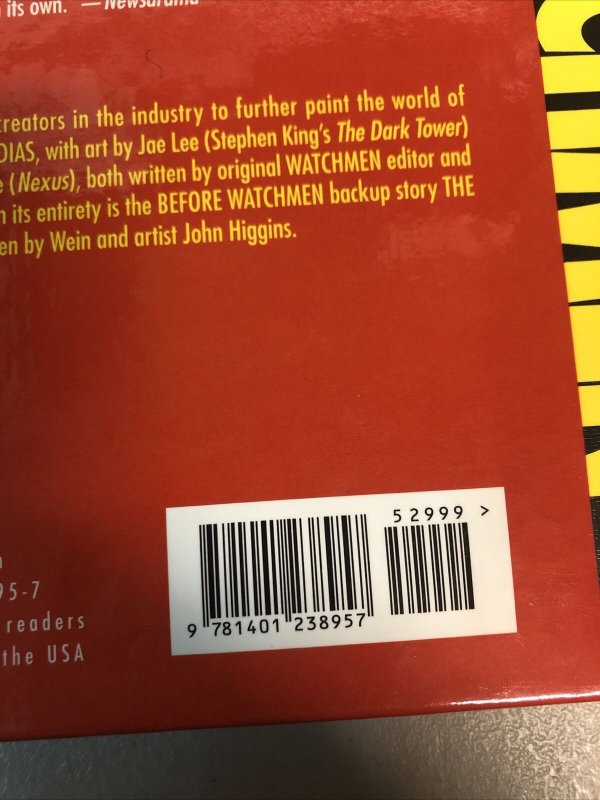 its own. —Newsarama
creators in the industry to further paint the world of
DIAS, with art by Jae Lee (Stephen King's The Dark Tower)
e (Nexus), both written by original WATCHMEN editor and
n its entirety is the BEFORE WATCHMEN backup story THE
en by Wein and artist John Higgins.
52999 >
9 781401 238957
95-7
readers
the USA